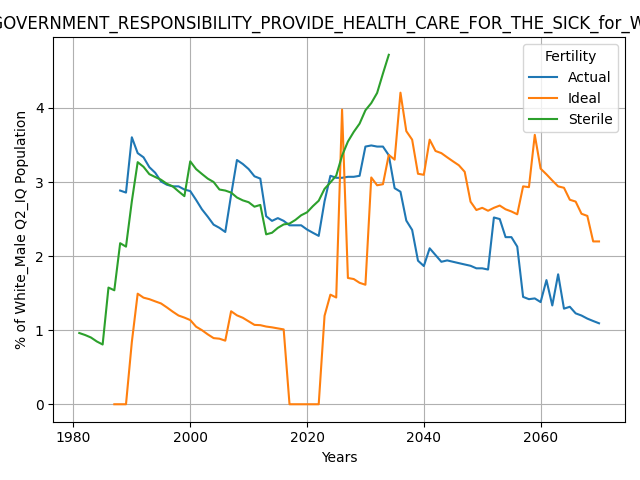 GOVERNMENT_RESPONSIBILITY_PROVIDE_HEALTH_CARE_FOR_THE_SICK_for_W
Fertility
Actual
Ideal
Sterile
% of White_Male Q2_IQ Population
4
3
2
1
0
1980
2000
2020
2040
2060
Years